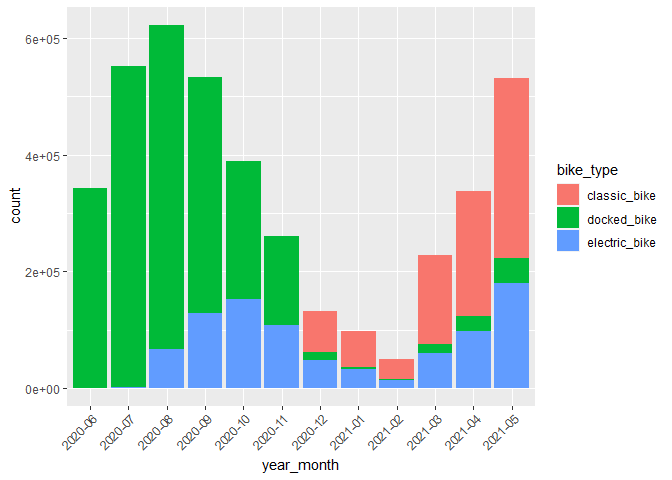 6e+05
4e+05
2e+05
0e+00
count
2020-06
2020-07
2020-08
2020-09
2020-10
2020-11
2020-12
2021-01
2021-02
2021-03
2021-04
2021-05
year_month
bike_type
classic_bike
docked_bike
electric_bike